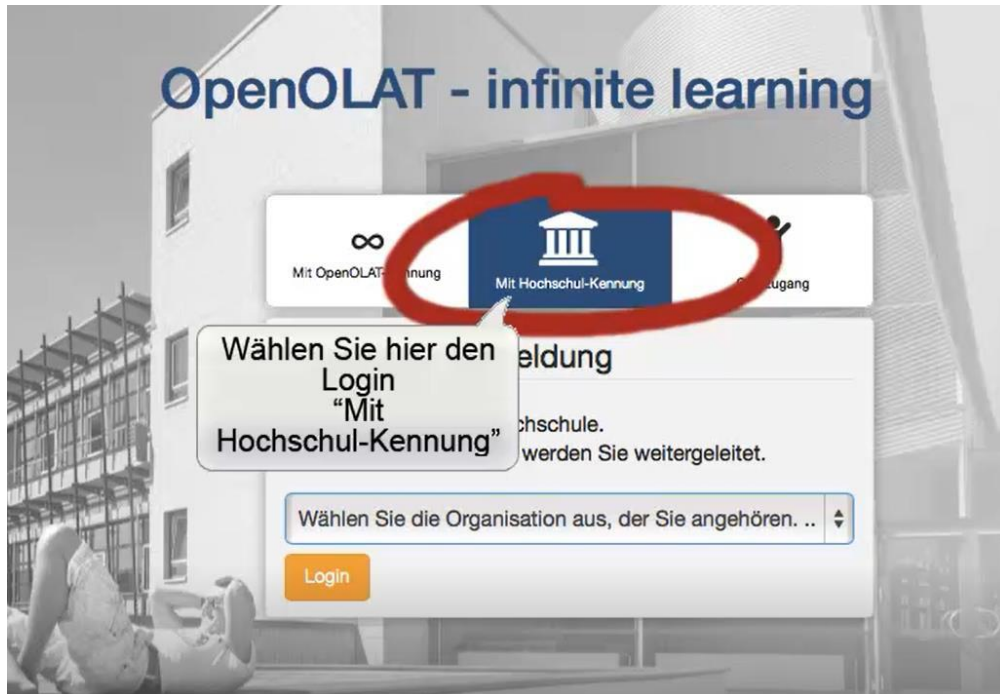 OpenOLAT - infinite learning
Mit OpenOLAT- nnung
Mit Hochschul-Kennung
ugang
Wählen Sie hier den
Login
“Mit
Hochschul-Kennung”
eldung
chschule.
werden Sie weitergeleitet.
Wählen Sie die Organisation aus, der Sie angehören. ..
Login